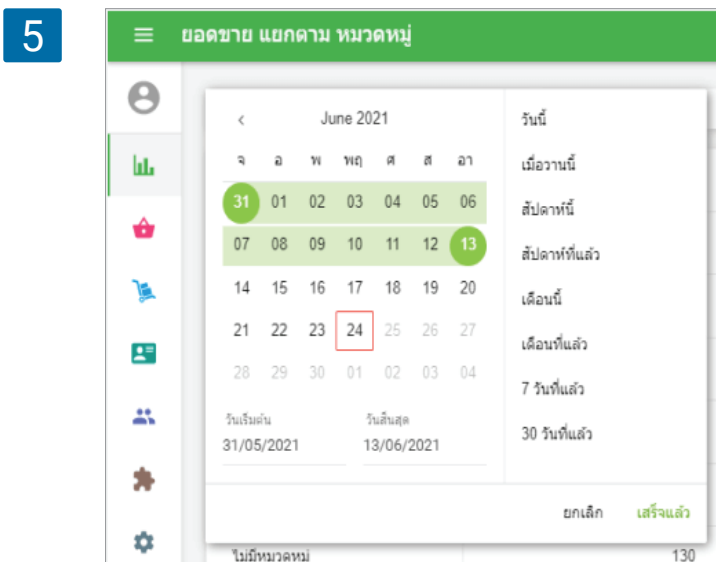 5
ยอดขาย แยกตาม หมวดหมู่
< June 2021
จ อ พ พฤ ศ ส อา
31 01 02 03 04 05 06
07 08 09 10 11 12 13
14 15 16 17 18 19 20
21 22 23 24 25 26 27
28 29 30 01 02 03 04
วันเริ่มต้น วันสิ้นสุด
31/05/2021 13/06/2021
วันนี้
เมื่อวานนี้
สัปดาห์นี้
สัปดาห์ที่แล้ว
เดือนนี้
เดือนที่แล้ว
7 วันที่แล้ว
30 วันที่แล้ว
ยกเลิก เสร็จแล้ว
ไม่มีหมวดหมู่ 130